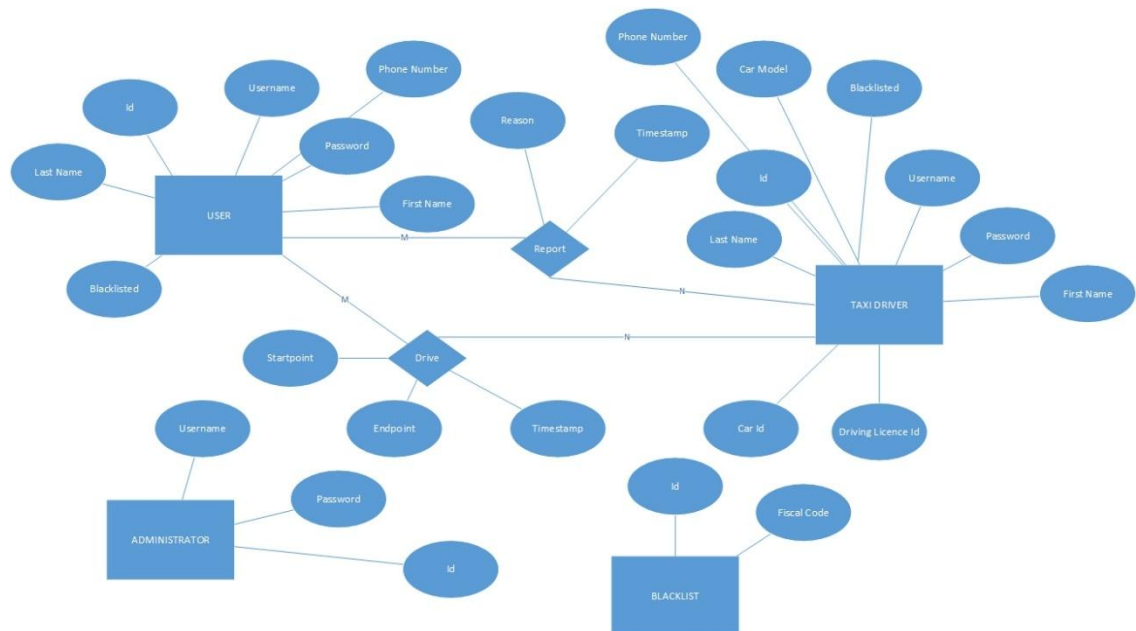 Phone Number
Car Model
Blacklisted
Phone Number
Username
Id
Reason
Timestamp
Password
Last Name
Id
Username
USER
First Name
M
Report
Last Name
Password
Blacklisted
N
TAXI DRIVER
First Name
M
N
Startpoint
Drive
Username
Endpoint
Timestamp
Car Id
Driving Licence Id
Password
Id
Fiscal Code
ADMINISTRATOR
Id
BLACKLIST